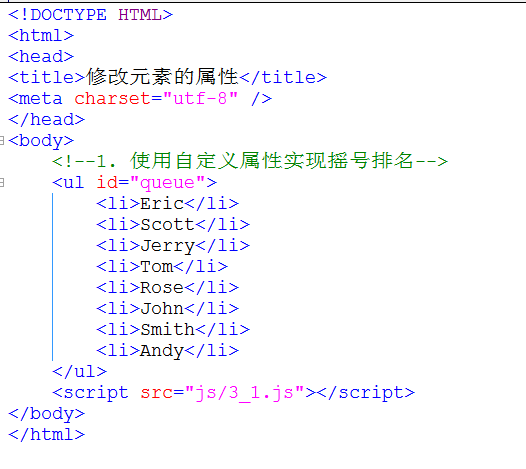 <!DOCTYPE HTML>
<html>
<head>
<title>修改元素的属性</title>
<meta charset="utf-8" />
</head>
<body>
    <!--1. 使用自定义属性实现摇号排名-->
    <ul id="queue">
        <li>Eric</li>
        <li>Scott</li>
        <li>Jerry</li>
        <li>Tom</li>
        <li>Rose</li>
        <li>John</li>
        <li>Smith</li>
        <li>Andy</li>
    </ul>
    <script src="js/3_1.js"></script>
</body>
</html>